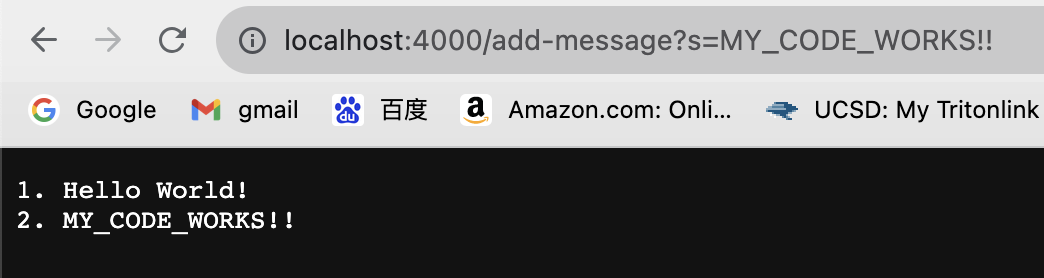 localhost:4000/add-message?s=MY_CODE_WORKS!!
Google gmail 百度 Amazon.com: Onli... UCSD: My Tritonlink
1. Hello World!
2. MY_CODE_WORKS!!